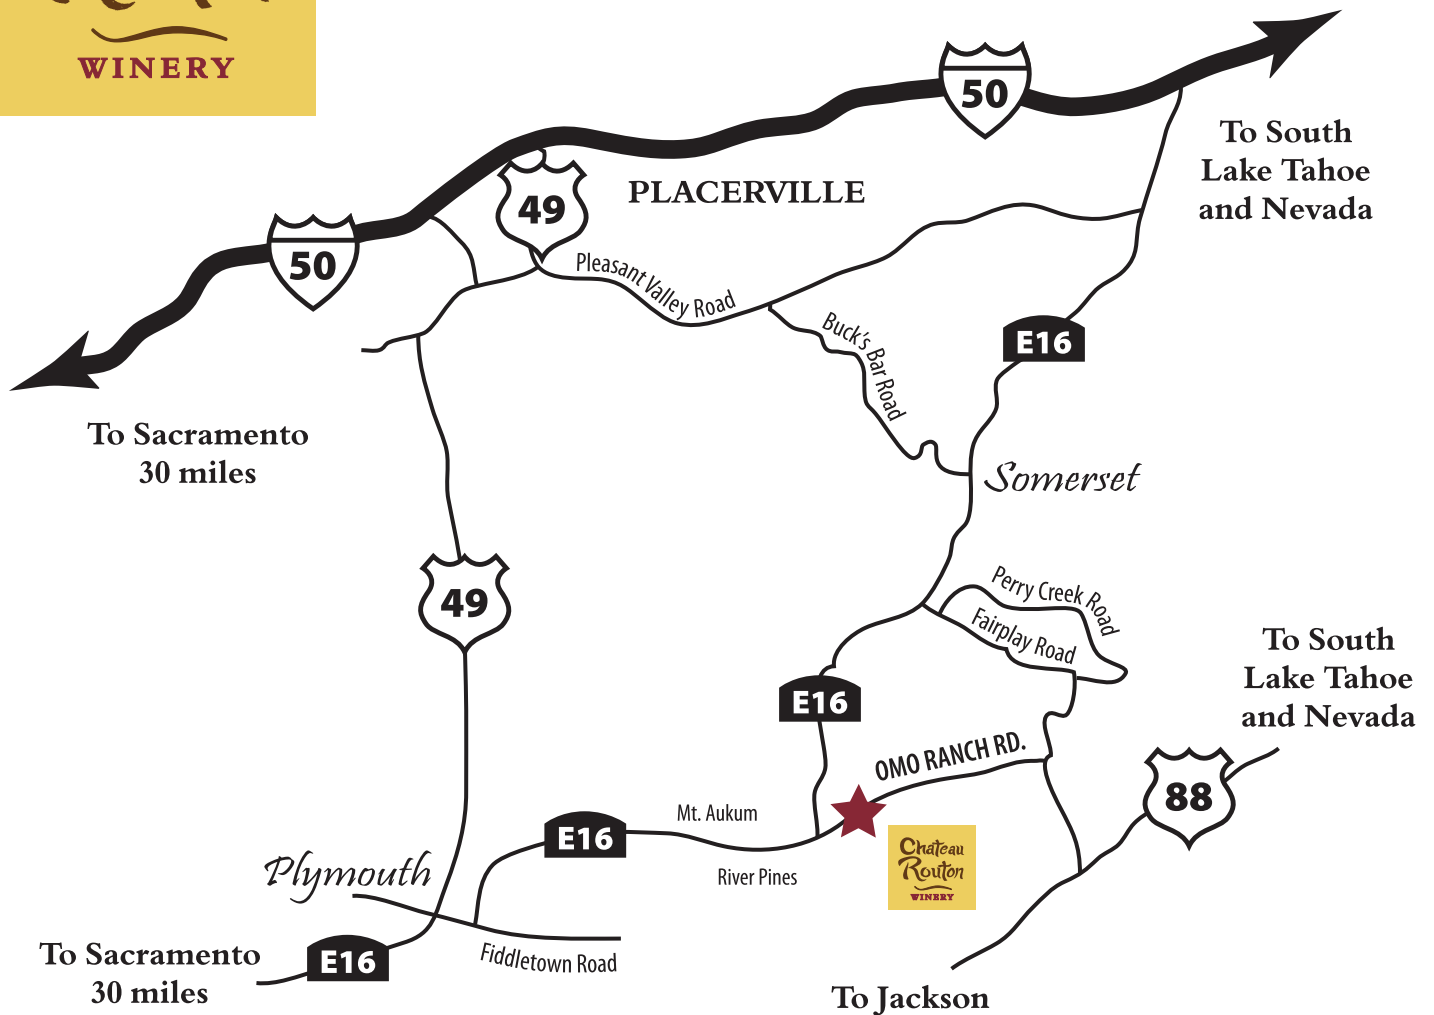 WINERY
50
To South
Lake Tahoe
and Nevada
49
PLACERVILLE
50
Pleasant Valley Road
Buck's Bar Road
E16
To Sacramento
30 miles
Somerset
49
Perry Creek Road
Fairplay Road
To South
Lake Tahoe
and Nevada
E16
OMO RANCH RD.
88
Mt. Aukum
E16
River Pines
Chateau
Routon
WINERY
Plymouth
Fiddletown Road
To Sacramento
30 miles
E16
To Jackson